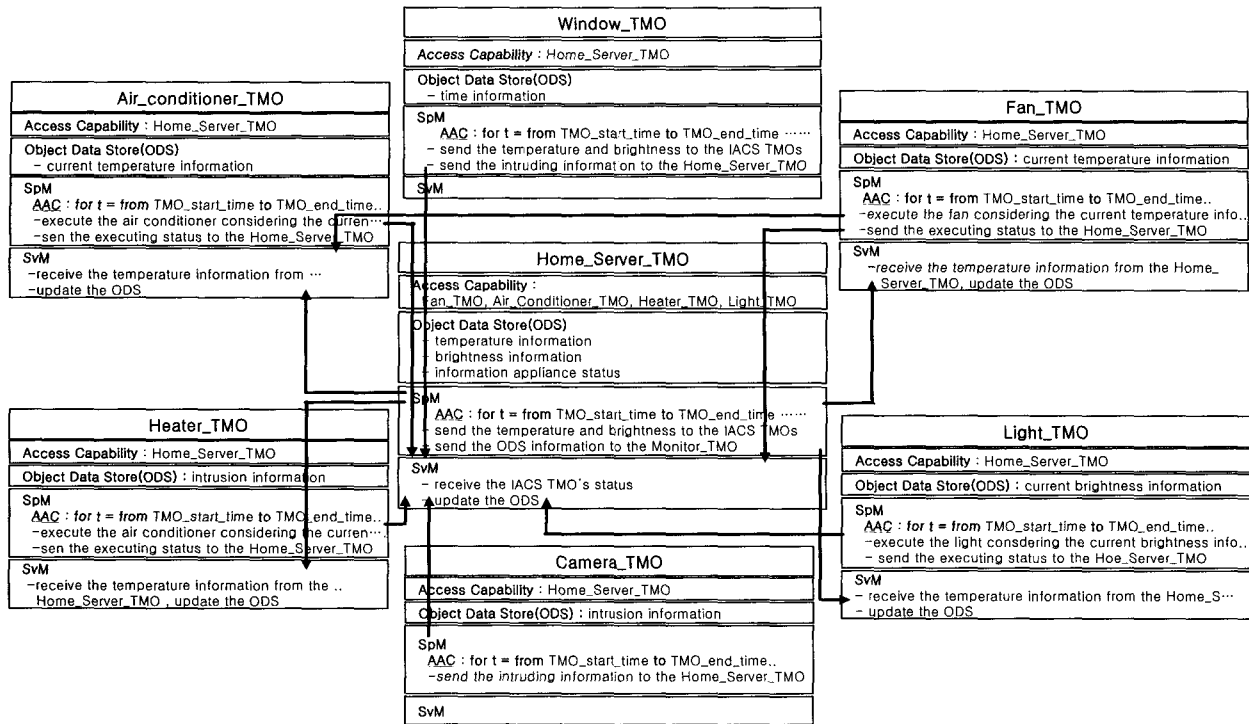 Window_TMO
Access Capability : Home_Server_TMO
Object Data Store(ODS)
- time information
SpM
AAC : for t = from TMO_start_time to TMO_end_time ⋯⋯
- send the temperature and brightness to the IACS TMOs
- send the intruding information to the Home_Server_TMO
SvM
Air_conditioner_TMO
Access Capability : Home_Server_TMO
Object Data Store(ODS)
- current temperature information
SpM
AAC : for t = from TMO_start_time to TMO_end_time..
-execute the air conditioner considering the curren⋯
-sen the executing status to the Home_Server_TMO
SvM
-receive the temperature information from ⋯
-update the ODS
Fan_TMO
Access Capability : Home_Server_TMO
Object Data Store(ODS) : current temperature information
SpM
AAC : for t = from TMO_start_time to TMO_end_time..
-execute the fan considering the current temperature info..
-send the executing status to the Home_Server_TMO
SvM
-receive the temperature information from the Home_
Server_TMO, update the ODS
Home_Server_TMO
Access Capability :
Fan_TMO, Air_Conditioner_TMO, Heater_TMO, Light_TMO
Object Data Store(ODS)
- temperature information
- brightness information
- information appliance status
SpM
AAC : for t = from TMO_start_time to TMO_end_time ⋯⋯
- send the temperature and brightness to the IACS TMOs
- send the ODS information to the Monitor_TMO
SvM
- receive the IACS TMO's status
- update the ODS
Heater_TMO
Access Capability : Home_Server_TMO
Object Data Store(ODS) : intrusion information
SpM
AAC : for t = from TMO_start_time to TMO_end_time..
-execute the air conditioner considering the curren⋯
-sen the executing status to the Home_Server_TMO
SvM
-receive the temperature information from the ..
Home_Server_TMO , update the ODS
Light_TMO
Access Capability : Home_Server_TMO
Object Data Store(ODS) : current brightness information
SpM
AAC : for t = from TMO_start_time to TMO_end_time..
-execute the light consdering the current brightness info..
- send the executing status to the Hoe_Server_TMO
SvM
- receive the temperature information from the Home_S⋯
- update the ODS
Camera_TMO
Access Capability : Home_Server_TMO
Object Data Store(ODS) : intrusion information
SpM
AAC : for t = from TMO_start_time to TMO_end_time..
-send the intruding information to the Home_Server_TMO
SvM